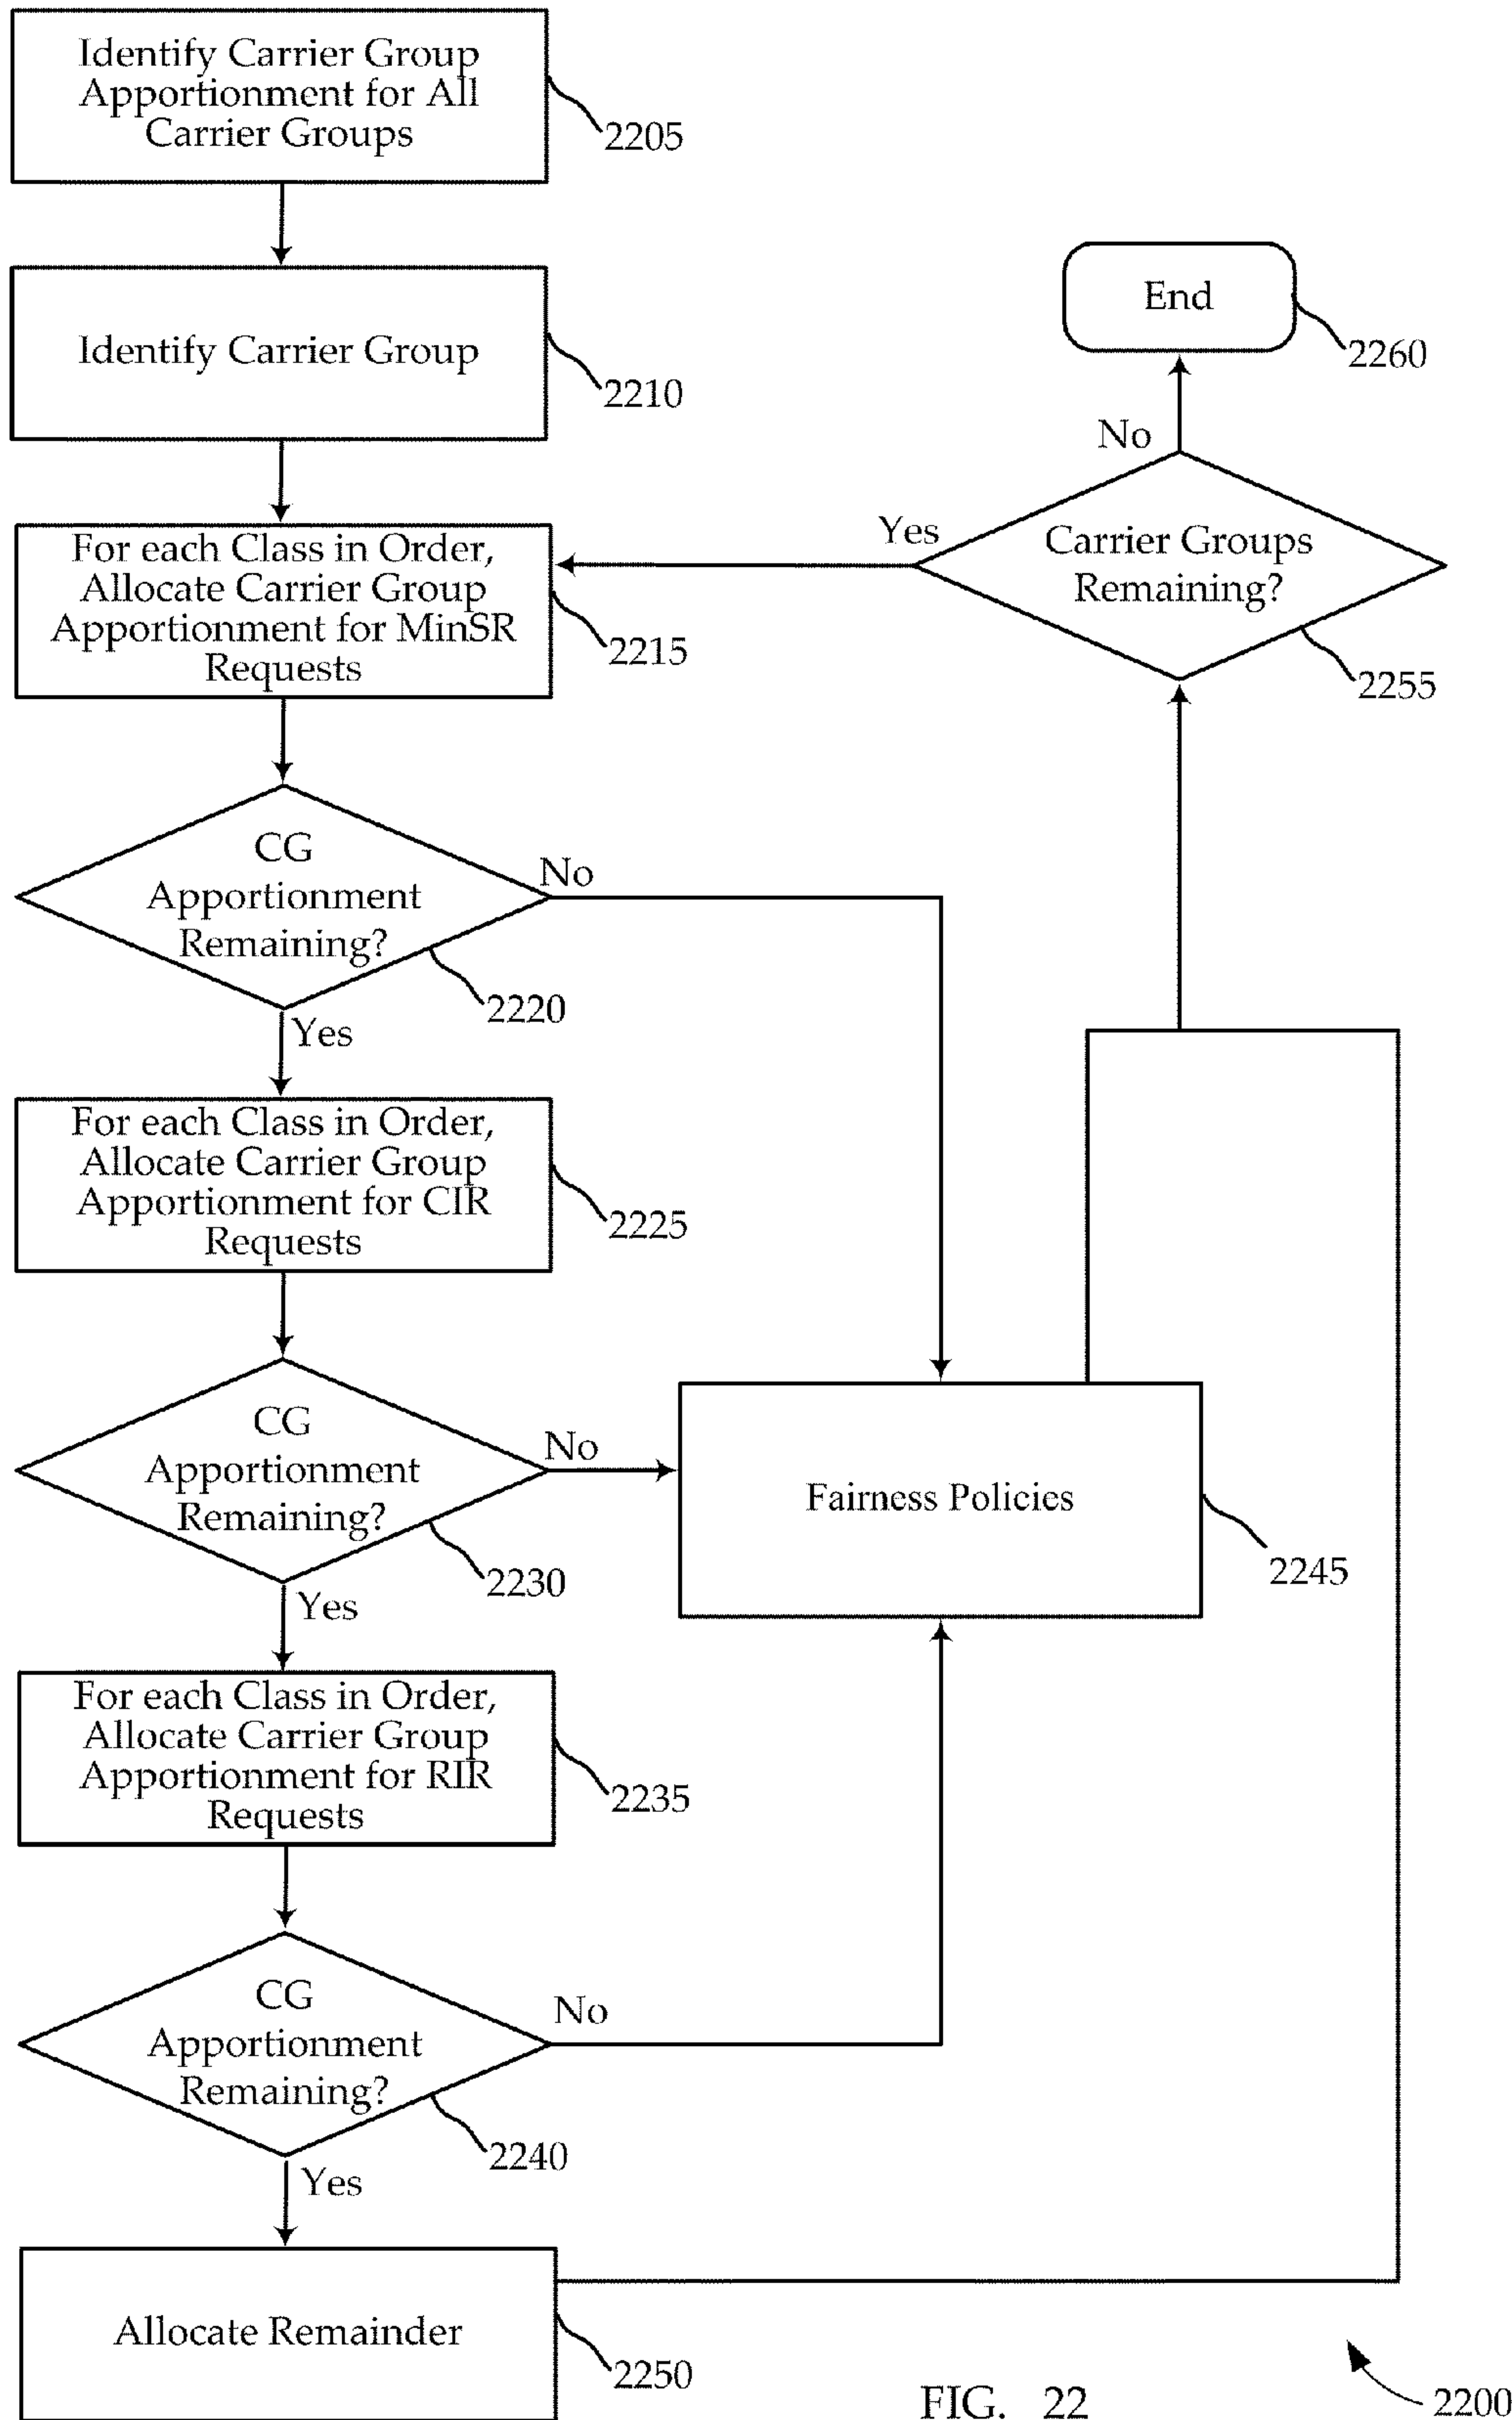 Identify Carrier Group
Apportionment for All
Carrier Groups
2205
Identify Carrier Group
2210
End
2260
No
Carrier Groups
Remaining?
Yes
2255
For each Class in Order,
Allocate Carrier Group
Apportionment for MinSR
Requests
2215
CG
Apportionment
Remaining?
No
2220
Yes
For each Class in Order,
Allocate Carrier Group
Apportionment for CIR
Requests
2225
CG
Apportionment
Remaining?
No
2230
Yes
Fairness Policies
2245
For each Class in Order,
Allocate Carrier Group
Apportionment for RIR
Requests
2235
CG
Apportionment
Remaining?
No
2240
Yes
Allocate Remainder
2250
FIG. 22
2200